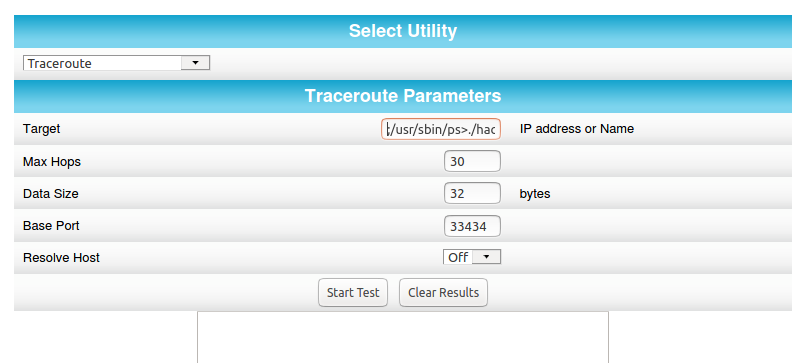 Select Utility
Traceroute
Traceroute Parameters
Target ;/usr/sbin/ps>./hac IP address or Name
Max Hops 30
Data Size 32 bytes
Base Port 33434
Resolve Host Off
Start Test Clear Results